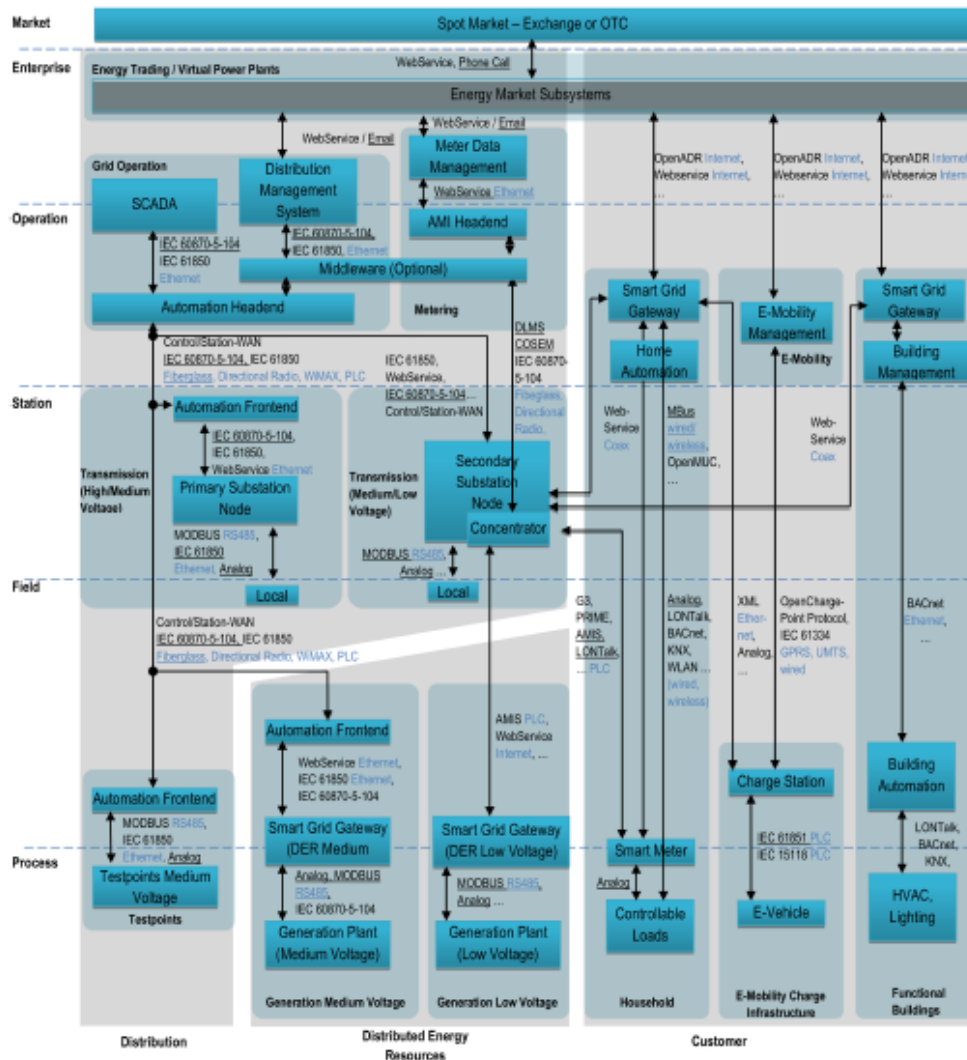 Market
Spot Market – Exchange or OTC
Enterprise
WebService, Phone Call
Energy Trading / Virtual Power Plants
Energy Market Subsystems
WebService / Email
WebService / Email
OpenADR Internet,
Webservice Internet,
...
OpenADR Internet,
Webservice Internet,
...
OpenADR Internet,
Webservice Internet,
...
Grid Operation
SCADA
Distribution
Management
System
Meter Data
Management
WebService Ethernet
Operation
AMI Headend
IEC 60870-5-104
IEC 61850
Ethernet
IEC 60870-5-104,
IEC 61850, Ethernet
Middleware (Optional)
Automation Headend
Metering
Smart Grid
Gateway
Home
Automation
E-Mobility
Management
E-Mobility
Smart Grid
Gateway
Building
Management
Control/Station-WAN
IEC 60870-5-104, IEC 61850
Fiberglass, Directional Radio, WiMAX, PLC
IEC 61850,
WebService,
IEC 60870-5-104...
Control/Station-WAN
DLMS
COSEM
IEC 60870-
5-104
Fiberglass,
Directional
Radio,
Station
Automation Frontend
IEC 60870-5-104,
IEC 61850,
WebService Ethernet
Transmission
(High/Medium
Voltage)
Primary Substation
Node
MODBUS RS485,
IEC 61850
Ethernet, Analog
Local
Transmission
(Medium/Low
Voltage)
Secondary
Substation
Node
Concentrator
MODBUS RS485,
Analog ...
Local
Web-
Service
Coax
MBus
wired/
wireless,
OpenMUC,
...
Web-
Service
Coax
Field
Control/Station-WAN
IEC 60870-5-104, IEC 61850
Fiberglass, Directional Radio, WiMAX, PLC
G3,
PRIME,
AMIS,
LONTalk,
... PLC
Analog,
LONTalk,
BACnet,
KNX,
WLAN ...
(wired,
wireless)
XML
Ether-
net,
Analog,
...
OpenCharge-
Point Protocol,
IEC 61334
GPRS, UMTS,
wired
BACnet
Ethernet,
...
Automation Frontend
WebService Ethernet,
IEC 61850 Ethernet,
IEC 60870-5-104
AMIS PLC,
WebService
Internet, ...
Automation Frontend
MODBUS RS485,
IEC 61850
Ethernet, Analog
Smart Grid Gateway
(DER Medium
Smart Grid Gateway
(DER Low Voltage)
Charge Station
Building
Automation
IEC 61851 PLC
IEC 15118 PLC
LONTalk,
BACnet,
KNX,
Process
Testpoints Medium
Voltage
Testpoints
Analog, MODBUS
RS485,
IEC 60870-5-104
MODBUS RS485,
Analog ...
Smart Meter
Analog
Controllable
Loads
E-Vehicle
HVAC,
Lighting
Generation Plant
(Medium Voltage)
Generation Plant
(Low Voltage)
Generation Medium Voltage
Generation Low Voltage
Household
E-Mobility Charge
Infrastructure
Functional
Buildings
Distribution
Distributed Energy
Resources
Customer